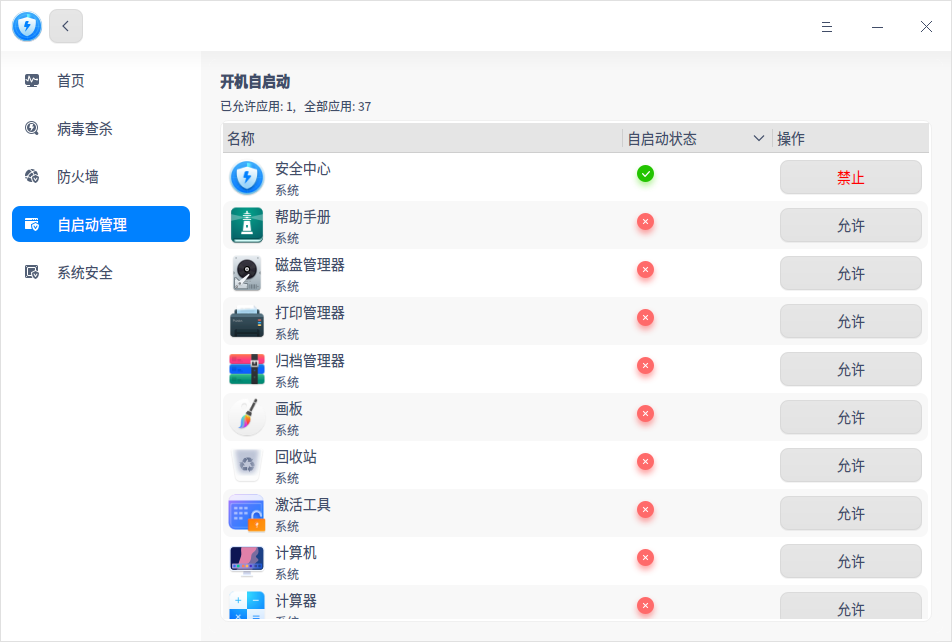 首页
病毒查杀
防火墙
自启动管理
系统安全
开机自启动
已允许应用: 1, 全部应用: 37
名称 自启动状态 操作
安全中心
系统
禁止
帮助手册
系统
允许
磁盘管理器
系统
允许
打印管理器
系统
允许
归档管理器
系统
允许
画板
系统
允许
回收站
系统
允许
激活工具
系统
允许
计算机
系统
允许
计算器
允许